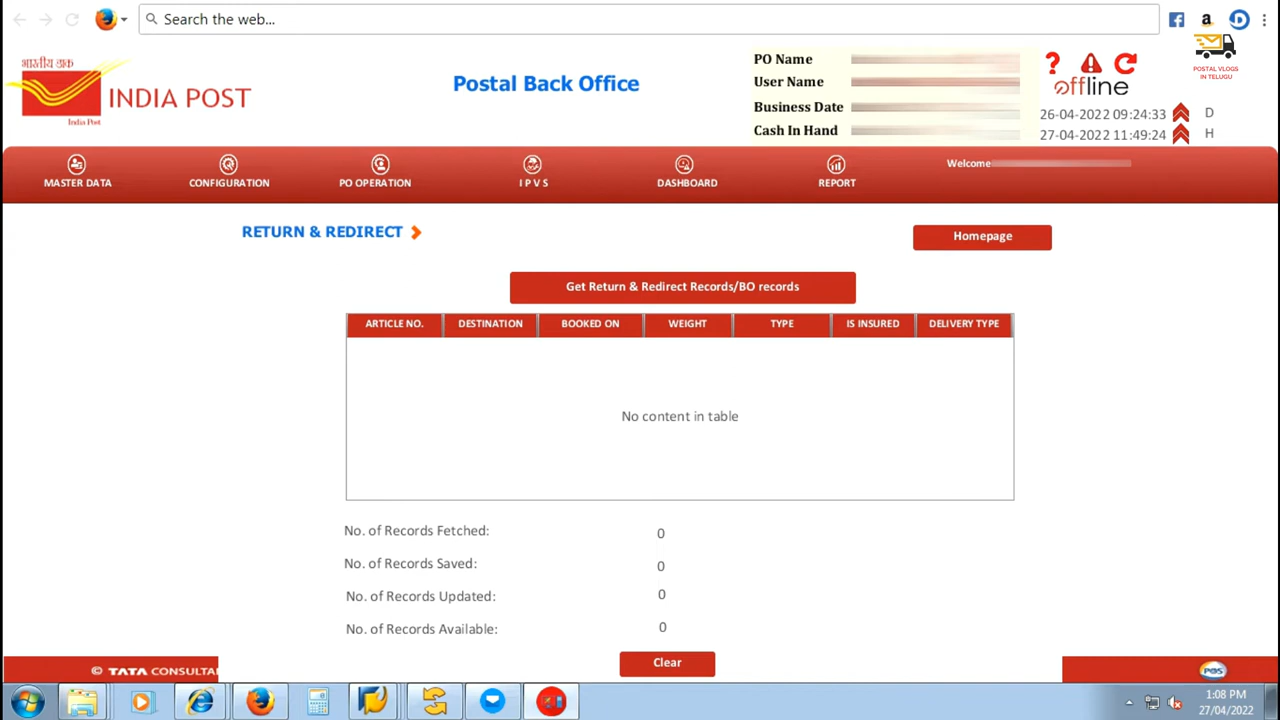 Search the web...
भारतीय डाक
INDIA POST
India Post
Postal Back Office
PO Name
User Name
Business Date
Cash In Hand
offline
26-04-2022 09:24:33 D
27-04-2022 11:49:24 H
POSTAL VLOGS
IN TELUGU
MASTER DATA
CONFIGURATION
PO OPERATION
I P V S
DASHBOARD
REPORT
Welcome
RETURN & REDIRECT
Homepage
Get Return & Redirect Records/BO records
ARTICLE NO. DESTINATION BOOKED ON WEIGHT TYPE IS INSURED DELIVERY TYPE
No content in table
No. of Records Fetched: 0
No. of Records Saved: 0
No. of Records Updated: 0
No. of Records Available: 0
Clear
© TATA CONSULTA
POS
1:08 PM
27/04/2022